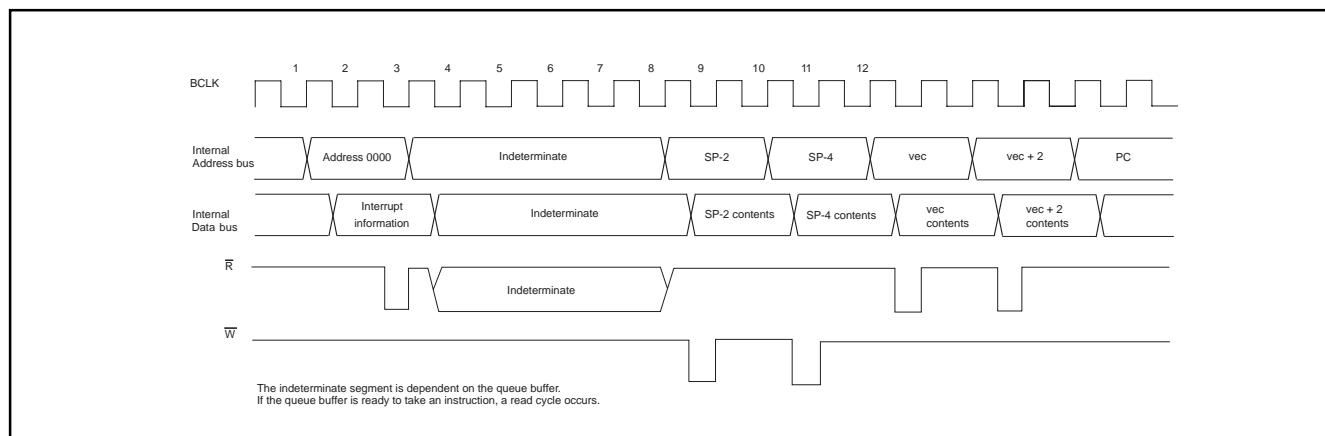 1 2 3 4 5 6 7 8 9 10 11 12
BCLK
Internal
Address bus
Address 0000
Indeterminate
SP-2
SP-4
vec
vec + 2
PC
Internal
Data bus
Interrupt
information
Indeterminate
SP-2 contents
SP-4 contents
vec
contents
vec + 2
contents
R
Indeterminate
W
The indeterminate segment is dependent on the queue buffer.
If the queue buffer is ready to take an instruction, a read cycle occurs.